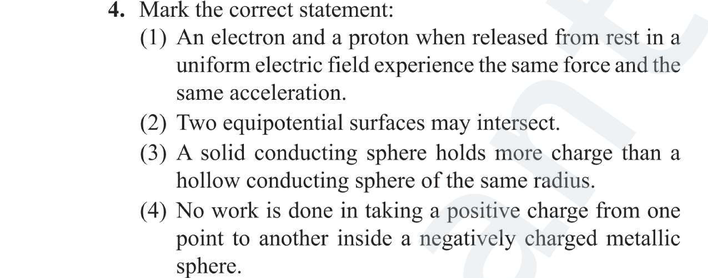 4. Mark the correct statement:
(1) An electron and a proton when released from rest in a
uniform electric field experience the same force and the
same acceleration.
(2) Two equipotential surfaces may intersect.
(3) A solid conducting sphere holds more charge than a
hollow conducting sphere of the same radius.
(4) No work is done in taking a positive charge from one
point to another inside a negatively charged metallic
sphere.